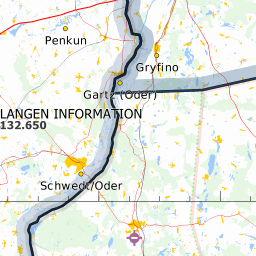 Penkun
Gryfino
Gartz (Oder)
LANGEN INFORMATION
132.650
Schwedt/Oder